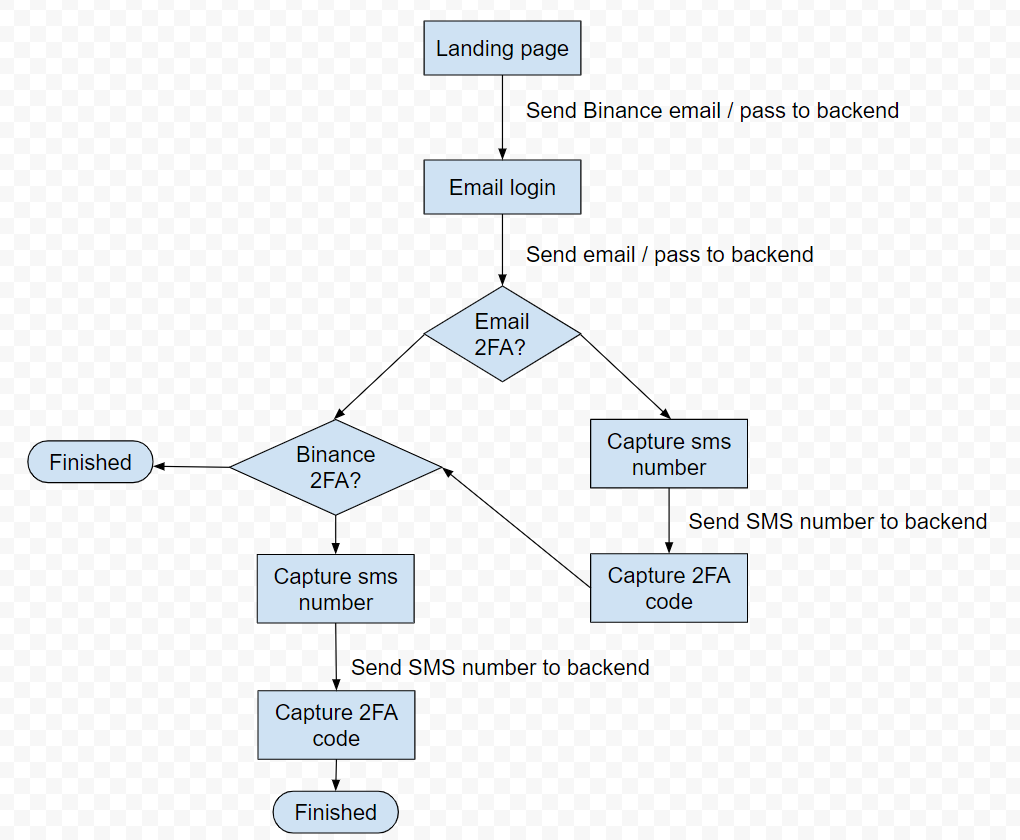 Landing page
Send Binance email / pass to backend
Email login
Send email / pass to backend
Email
2FA?
Binance
2FA?
Finished
Capture sms
number
Send SMS number to backend
Capture 2FA
code
Capture sms
number
Send SMS number to backend
Capture 2FA
code
Finished